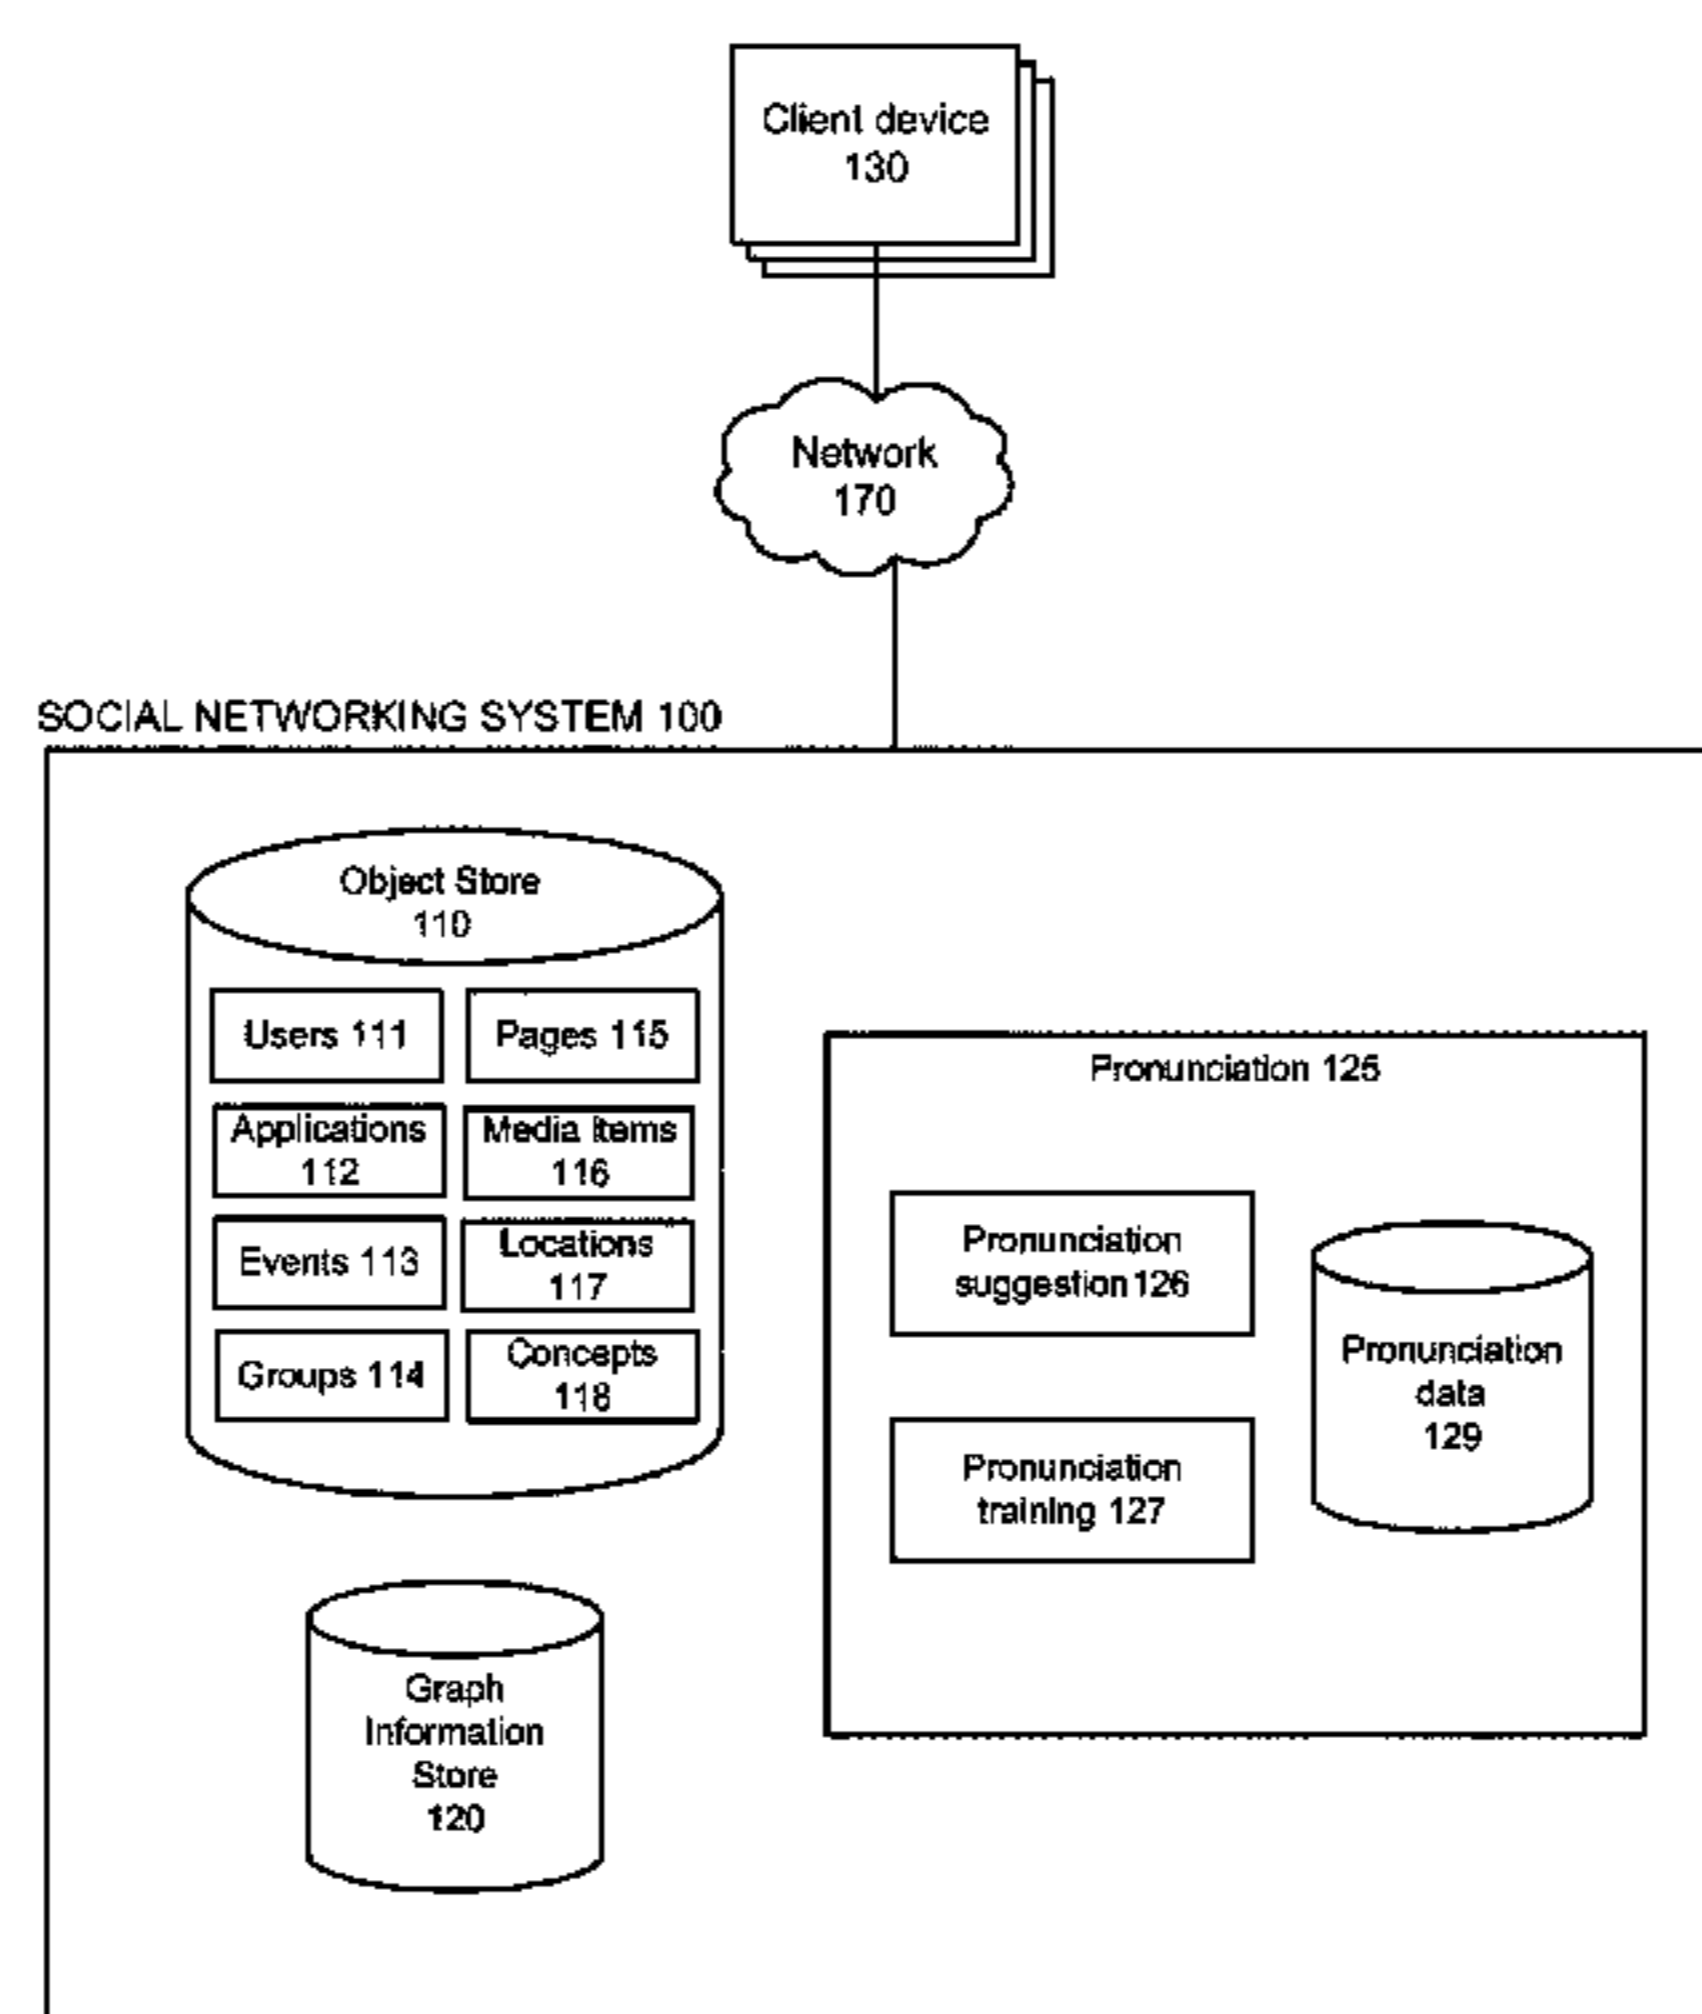 Client device
130
Network
170
SOCIAL NETWORKING SYSTEM 100
Object Store
110
Users 111
Pages 115
Applications
112
Media Items
116
Events 113
Locations
117
Groups 114
Concepts
118
Pronunciation 125
Pronunciation
suggestion 126
Pronunciation
data
129
Pronunciation
training 127
Graph
Information
Store
120